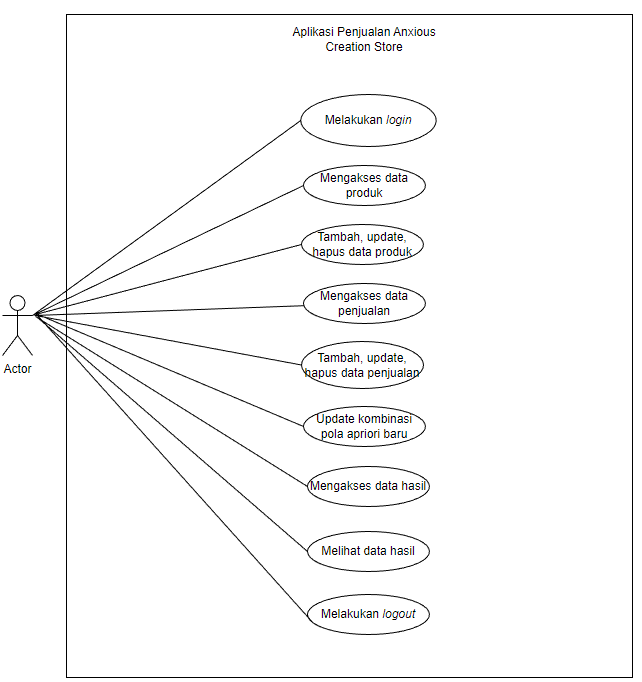 Aplikasi Penjualan Anxious
Creation Store
Melakukan login
Mengakses data
produk
Tambah, update,
hapus data produk
Mengakses data
penjualan
Tambah, update,
hapus data penjualan
Update kombinasi
pola apriori baru
Mengakses data hasil
Melihat data hasil
Melakukan logout
Actor